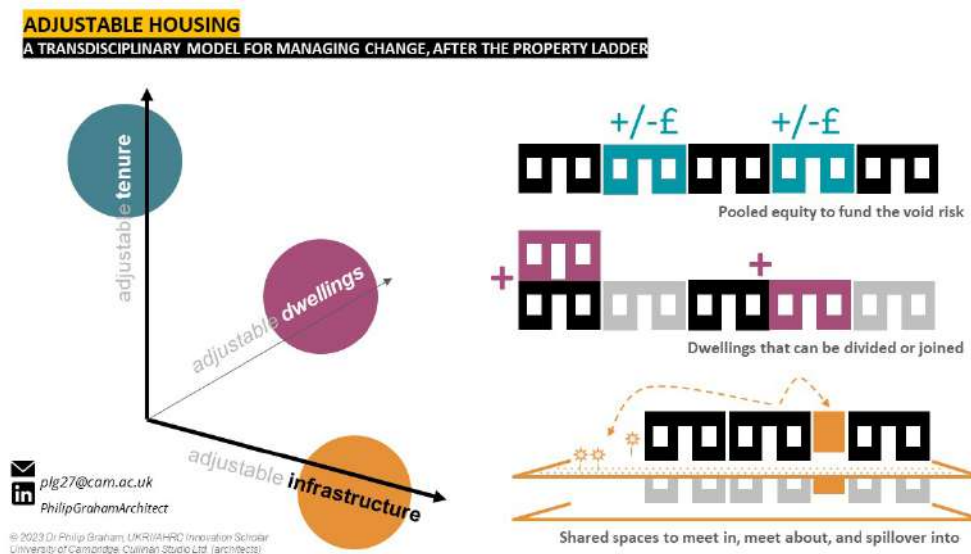 ADJUSTABLE HOUSING
A TRANSDISCIPLINARY MODEL FOR MANAGING CHANGE, AFTER THE PROPERTY LADDER
adjustable tenure
adjustable dwellings
adjustable infrastructure
+/-£ +/-£
Pooled equity to fund the void risk
+ +
Dwellings that can be divided or joined
Shared spaces to meet in, meet about, and spillover into
plg27@cam.ac.uk
in PhilipGrahamArchitect
© 2023 Dr Philip Graham, UKRI/AHRC Innovation Scholar
University of Cambridge, Cullinan Studio Ltd. (architects)